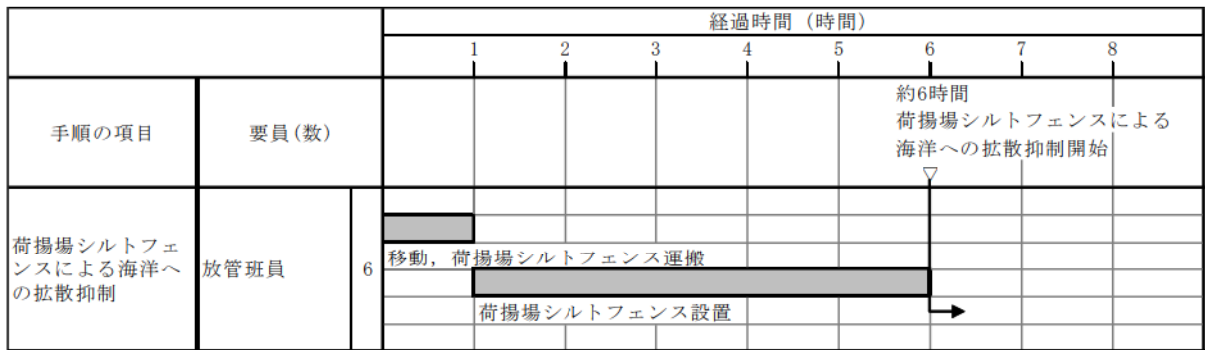 経過時間（時間）
1 2 3 4 5 6 7 8
手順の項目
要員(数)
約6時間
荷揚場シルトフェンスによる
海洋への拡散抑制開始
荷揚場シルトフェ
ンスによる海洋へ
の拡散抑制
放管班員
6
移動，荷揚場シルトフェンス運搬
荷揚場シルトフェンス設置